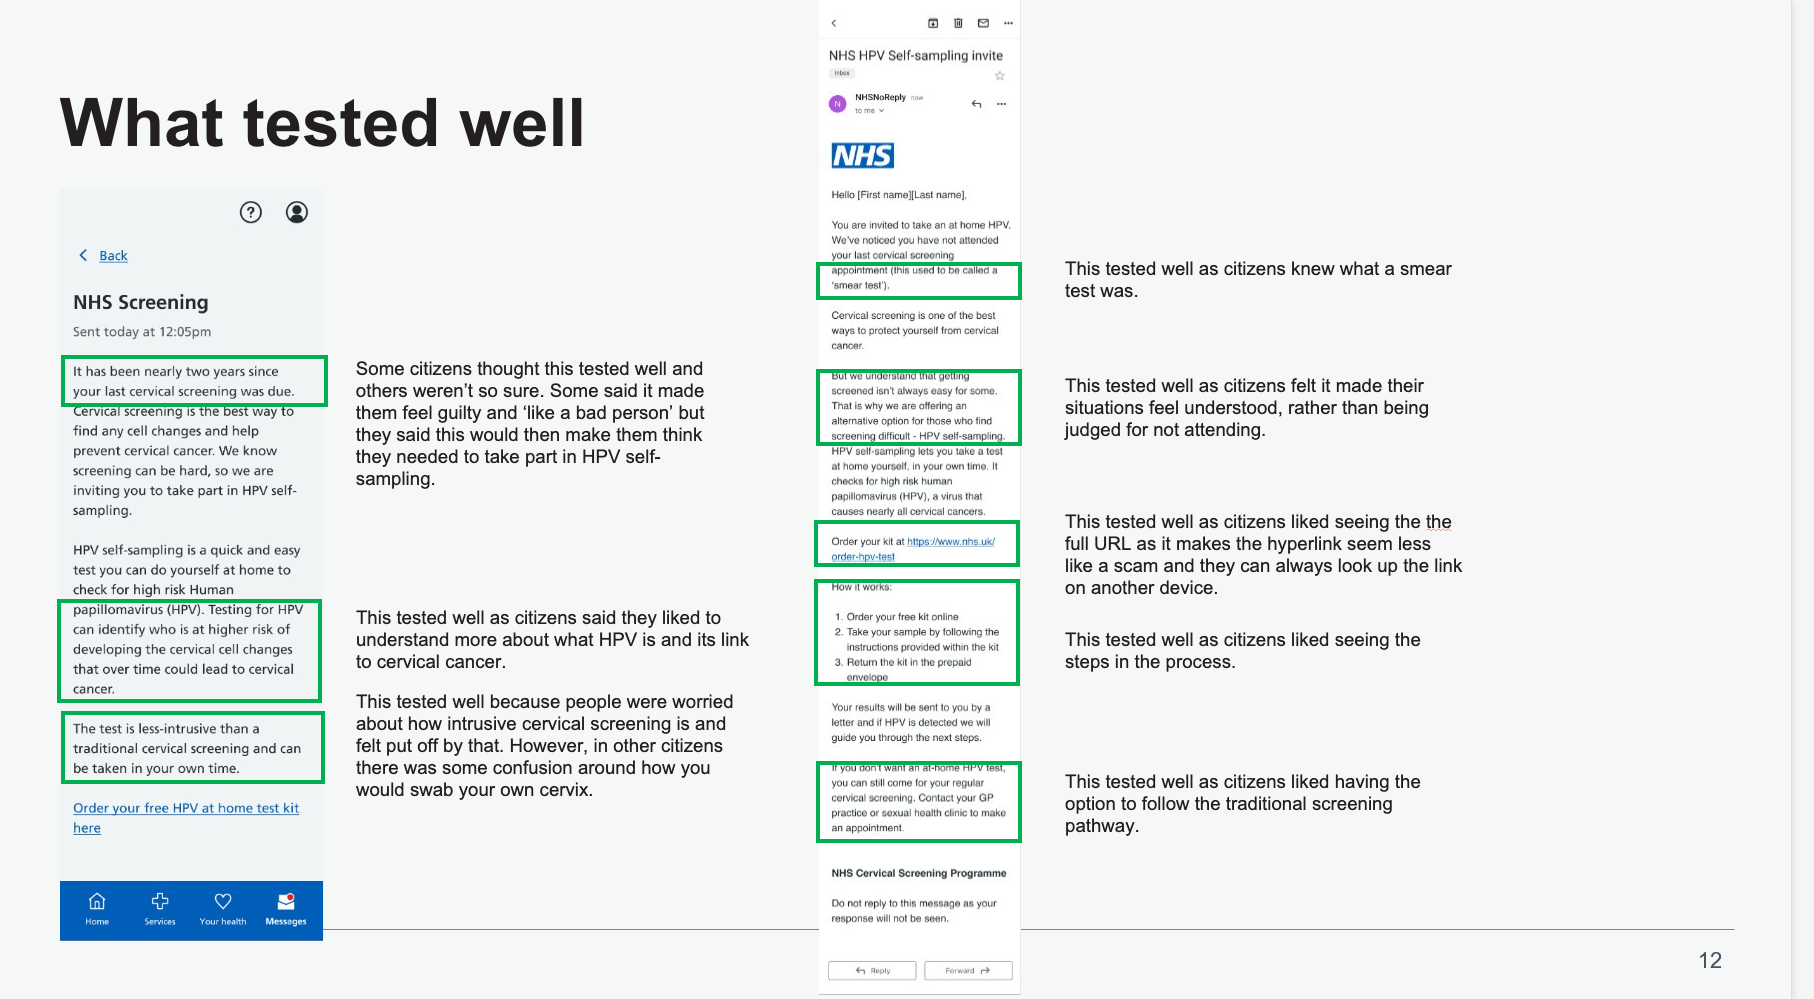 What tested well
Back
NHS Screening
Sent today at 12:05pm
It has been nearly two years since
your last cervical screening was due.
Cervical screening is the best way to
find any cell changes and help
prevent cervical cancer. We know
screening can be hard, so we are
inviting you to take part in HPV self-
sampling.
HPV self-sampling is a quick and easy
test you can do yourself at home to
check for high risk Human
papillomavirus (HPV). Testing for HPV
can identify who is at higher risk of
developing the cervical cell changes
that over time could lead to cervical
cancer.
The test is less-intrusive than a
traditional cervical screening and can
be taken in your own time.
Order your free HPV at home test kit
here
Home
Services
Your health
Messages
Some citizens thought this tested well and
others weren't so sure. Some said it made
them feel guilty and ‘like a bad person’ but
they said this would then make them think
they needed to take part in HPV self-
sampling.
This tested well as citizens said they liked to
understand more about what HPV is and its link
to cervical cancer.
This tested well because people were worried
about how intrusive cervical screening is and
felt put off by that. However, in other citizens
there was some confusion around how you
would swab your own cervix.
NHS HPV Self-sampling invite
Inbox
N
NHSNoReply now
to me
NHS
Hello [First name][Last name],
You are invited to take an at home HPV.
We've noticed you have not attended
your last cervical screening
appointment (this used to be called a
‘smear test’).
Cervical screening is one of the best
ways to protect yourself from cervical
cancer.
But we understand that getting
screened isn't always easy for some.
That is why we are offering an
alternative option for those who find
screening difficult - HPV self-sampling.
HPV self-sampling lets you take a test
at home yourself, in your own time. It
checks for high risk human
papillomavirus (HPV), a virus that
causes nearly all cervical cancers.
Order your kit at https://www.nhs.uk/
order-hpv-test
How it works:
1. Order your free kit online
2. Take your sample by following the
instructions provided within the kit
3. Return the kit in the prepaid
envelope
Your results will be sent to you by a
letter and if HPV is detected we will
guide you through the next steps.
If you don't want an at-home HPV test,
you can still come for your regular
cervical screening. Contact your GP
practice or sexual health clinic to make
an appointment.
NHS Cervical Screening Programme
Do not reply to this message as your
response will not be seen.
Reply
Forward
This tested well as citizens knew what a smear
test was.
This tested well as citizens felt it made their
situations feel understood, rather than being
judged for not attending.
This tested well as citizens liked seeing the the
full URL as it makes the hyperlink seem less
like a scam and they can always look up the link
on another device.
This tested well as citizens liked seeing the
steps in the process.
This tested well as citizens liked having the
option to follow the traditional screening
pathway.
12